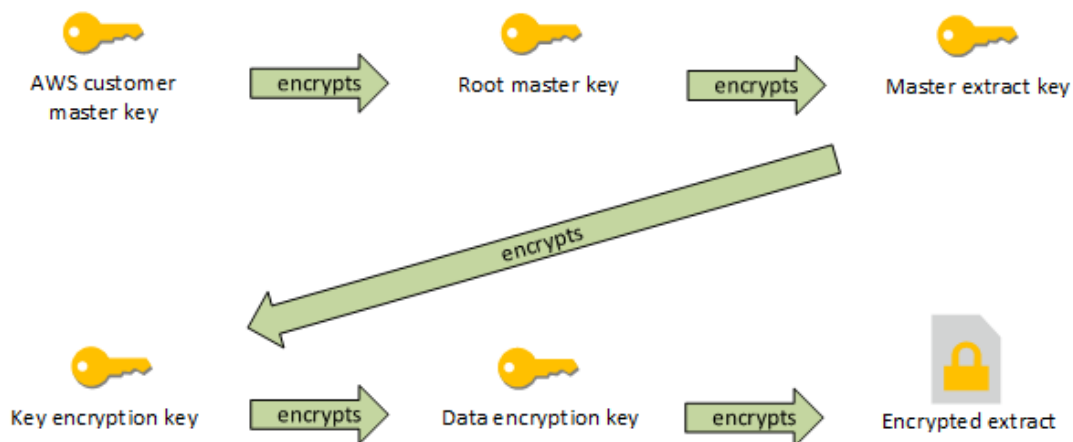 AWS customer
master key
encrypts
Root master key
encrypts
Master extract key
encrypts
Key encryption key
encrypts
Data encryption key
encrypts
Encrypted extract